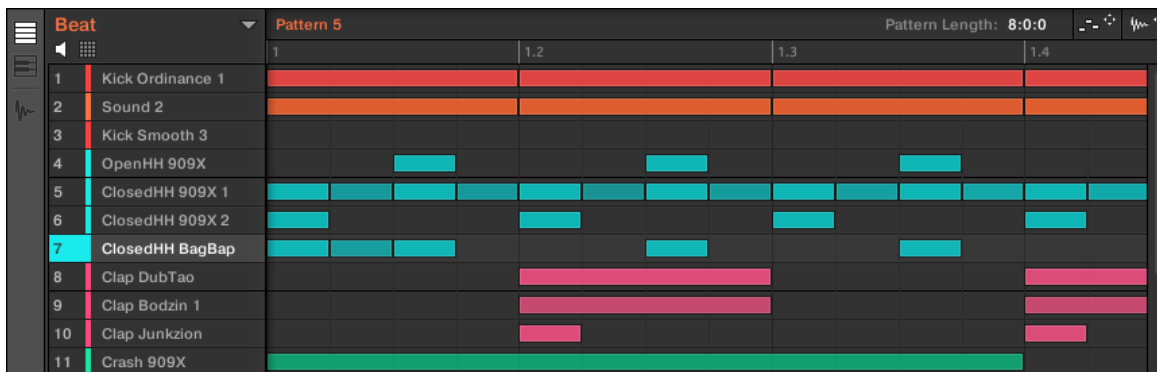 Beat
Pattern 5
Pattern Length: 8:0:0
1 1.2 1.3 1.4
1 Kick Ordinance 1
2 Sound 2
3 Kick Smooth 3
4 OpenHH 909X
5 ClosedHH 909X 1
6 ClosedHH 909X 2
7 ClosedHH BagBap
8 Clap DubTao
9 Clap Bodzin 1
10 Clap Junkzion
11 Crash 909X